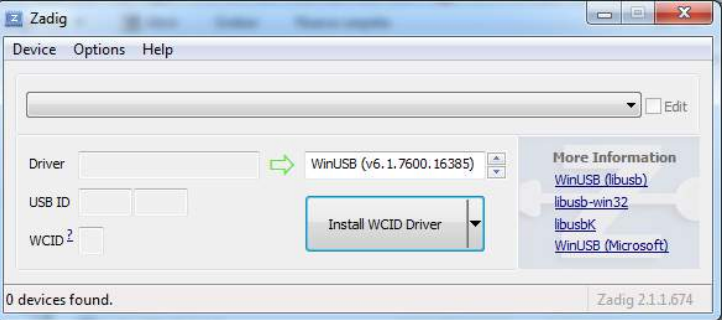 Zadig
Device Options Help
Edit
Driver
WinUSB (v6.1.7600.16385)
USB ID
WCID ?
Install WCID Driver
More Information
WinUSB (libusb)
libusb-win32
libusbK
WinUSB (Microsoft)
0 devices found.
Zadig 2.1.1.674